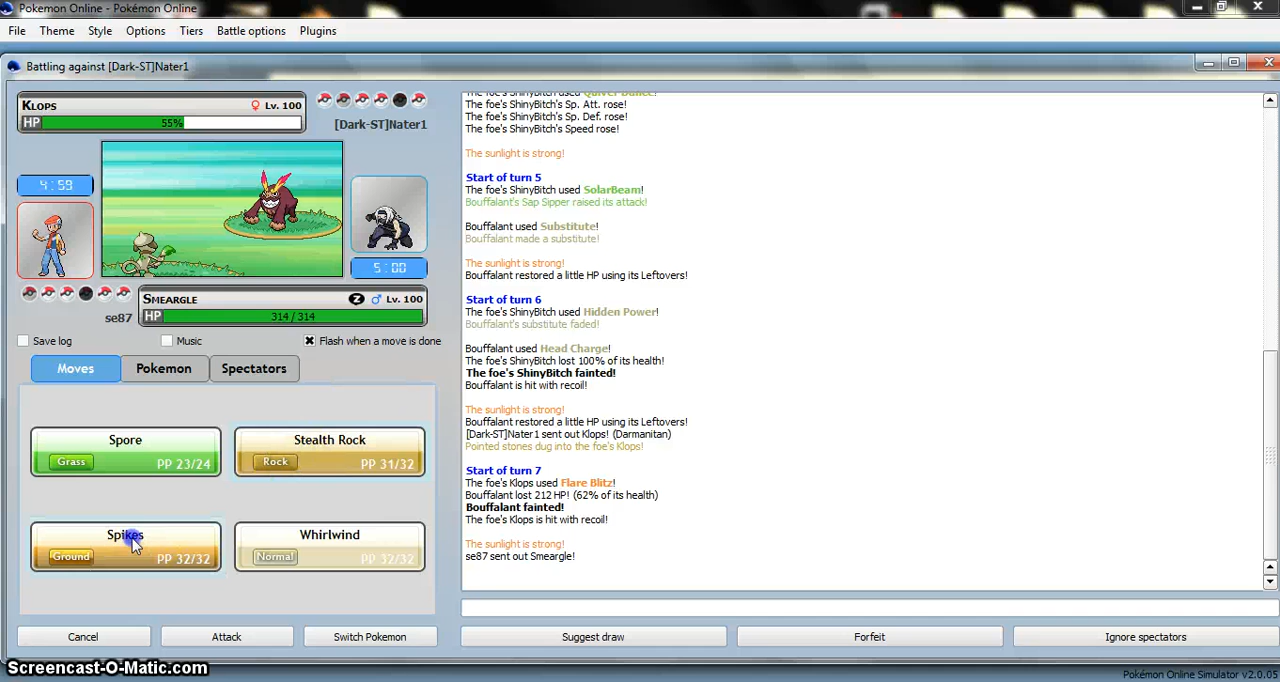 Pokemon Online - Pokémon Online
File Theme Style Options Tiers Battle options Plugins
Battling against [Dark-ST]Nater1
KLOPS ♀ Lv. 100
HP 55%
[Dark-ST]Nater1
4:59
5:00
SMEARGLE Z ♂ Lv. 100
HP 314 / 314
se87
Save log Music Flash when a move is done
Moves Pokemon Spectators
Spore
Grass PP 23/24
Stealth Rock
Rock PP 31/32
Spikes
Ground PP 32/32
Whirlwind
Normal PP 32/32
Cancel Attack Switch Pokemon
The foe's ShinyBitch used Quiver Dance!
The foe's ShinyBitch's Sp. Att. rose!
The foe's ShinyBitch's Sp. Def. rose!
The foe's ShinyBitch's Speed rose!
The sunlight is strong!
Start of turn 5
The foe's ShinyBitch used SolarBeam!
Bouffalant's Sap Sipper raised its attack!
Bouffalant used Substitute!
Bouffalant made a substitute!
The sunlight is strong!
Bouffalant restored a little HP using its Leftovers!
Start of turn 6
The foe's ShinyBitch used Hidden Power!
Bouffalant's substitute faded!
Bouffalant used Head Charge!
The foe's ShinyBitch lost 100% of its health!
The foe's ShinyBitch fainted!
Bouffalant is hit with recoil!
The sunlight is strong!
Bouffalant restored a little HP using its Leftovers!
[Dark-ST]Nater1 sent out Klops! (Darmanitan)
Pointed stones dug into the foe's Klops!
Start of turn 7
The foe's Klops used Flare Blitz!
Bouffalant lost 212 HP! (62% of its health)
Bouffalant fainted!
The foe's Klops is hit with recoil!
The sunlight is strong!
se87 sent out Smeargle!
Suggest draw Forfeit Ignore spectators
Screencast-O-Matic.com
Pokémon Online Simulator v2.0.05